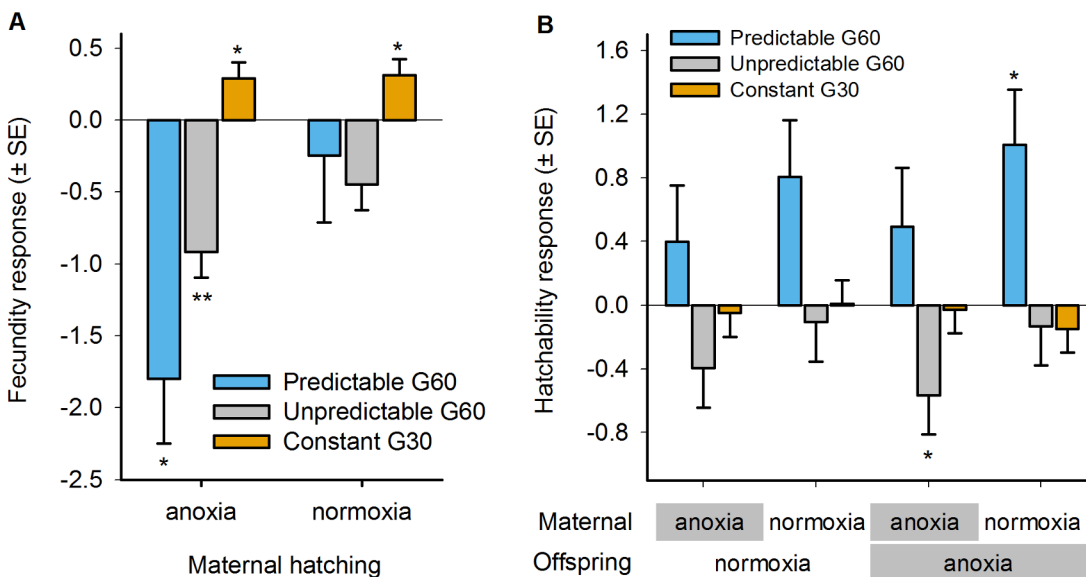 A
Fecundity response (± SE)
0.5
0.0
-0.5
-1.0
-1.5
-2.0
-2.5
*
**
*
*
Predictable G60
Unpredictable G60
Constant G30
anoxia normoxia
Maternal hatching
B
Hatchability response (± SE)
1.6
1.2
0.8
0.4
0.0
-0.4
-0.8
Predictable G60
Unpredictable G60
Constant G30
*
*
Maternal anoxia normoxia anoxia normoxia
Offspring normoxia anoxia